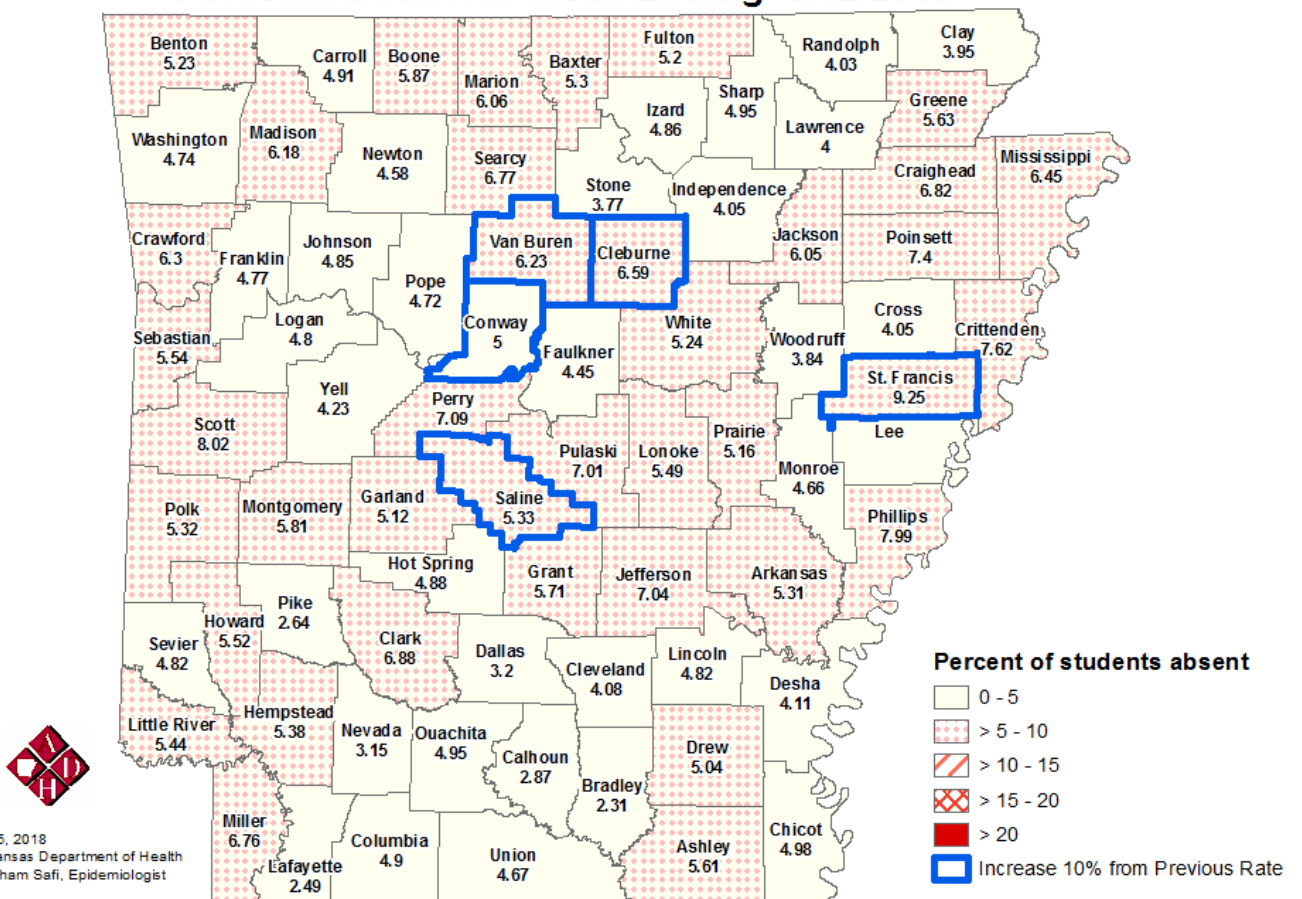 Benton
5.23
Carroll
4.91
Boone
5.87
Marion
6.06
Baxter
5.3
Fulton
5.2
Randolph
4.03
Clay
3.95
Izard
4.86
Sharp
4.95
Lawrence
4
Greene
5.63
Washington
4.74
Madison
6.18
Newton
4.58
Searcy
6.77
Stone
3.77
Independence
4.05
Craighead
6.82
Mississippi
6.45
Crawford
6.3
Franklin
4.77
Johnson
4.85
Pope
4.72
Van Buren
6.23
Cleburne
6.59
Jackson
6.05
Poinsett
7.4
Sebastian
5.54
Logan
4.8
Conway
5
Faulkner
4.45
White
5.24
Woodruff
3.84
Cross
4.05
Crittenden
7.62
Scott
8.02
Yell
4.23
Perry
7.09
St. Francis
9.25
Lee
Pulaski
7.01
Lonoke
5.49
Prairie
5.16
Monroe
4.66
Polk
5.32
Montgomery
5.81
Garland
5.12
Saline
5.33
Phillips
7.99
Hot Spring
4.88
Grant
5.71
Jefferson
7.04
Arkansas
5.31
Sevier
4.82
Howard
5.52
Pike
2.64
Clark
6.88
Dallas
3.2
Cleveland
4.08
Lincoln
4.82
Desha
4.11
Little River
5.44
Hempstead
5.38
Nevada
3.15
Ouachita
4.95
Calhoun
2.87
Bradley
2.31
Drew
5.04
Miller
6.76
Lafayette
2.49
Columbia
4.9
Union
4.67
Ashley
5.61
Chicot
4.98
Percent of students absent
0 - 5
> 5 - 10
> 10 - 15
> 15 - 20
> 20
Increase 10% from Previous Rate
A
D
H
5, 2018
ansas Department of Health
ham Safi, Epidemiologist